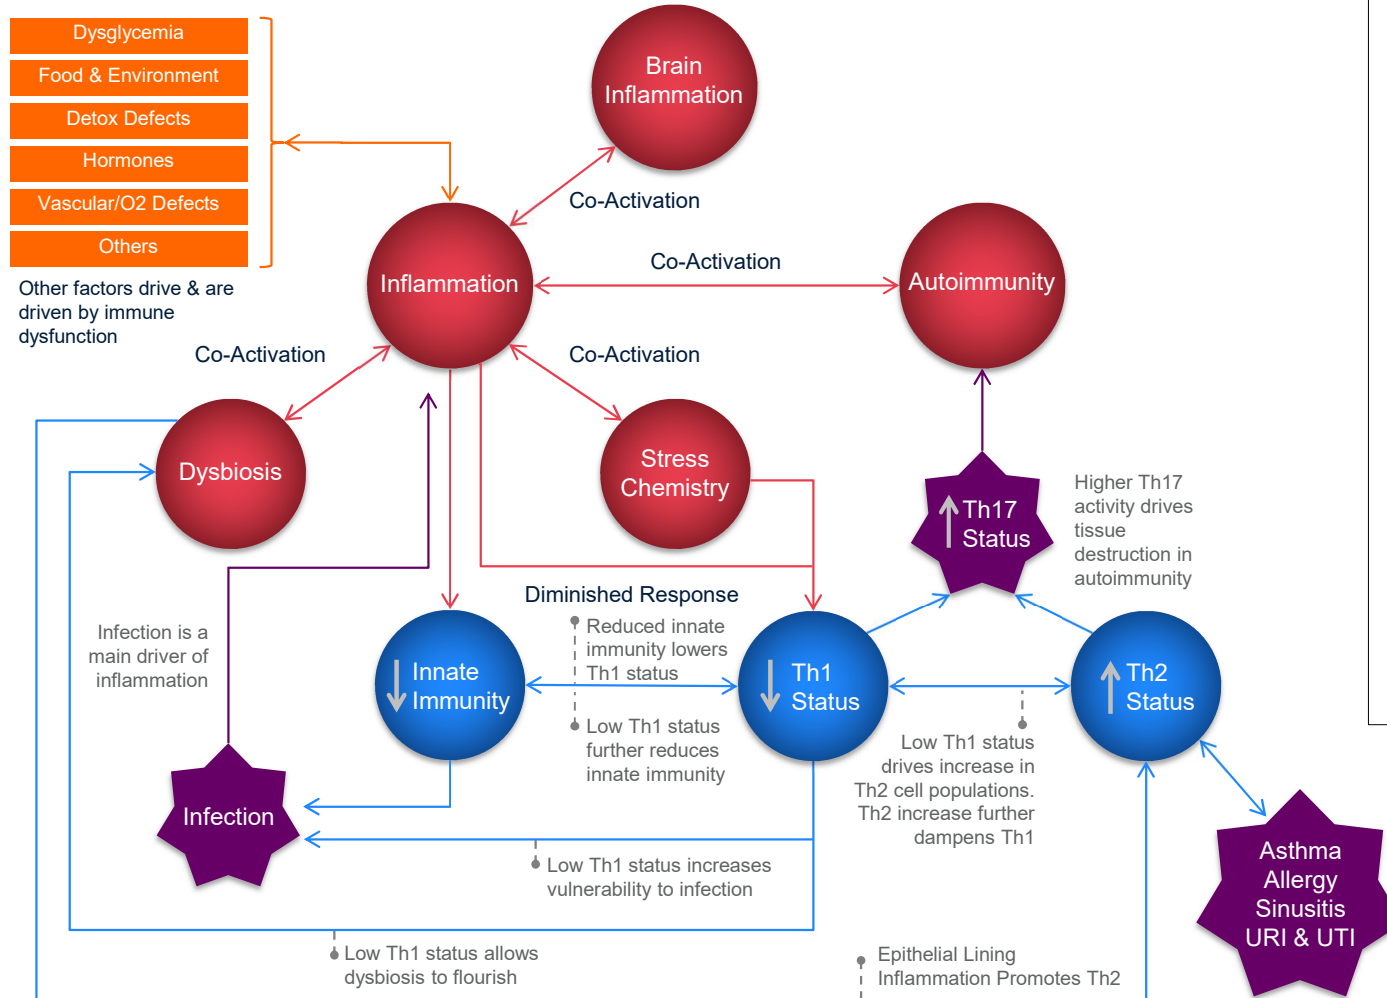 Dysglycemia
Food & Environment
Detox Defects
Hormones
Vascular/O2 Defects
Others
Other factors drive & are
driven by immune
dysfunction
Brain
Inflammation
Co-Activation
Inflammation
Co-Activation
Autoimmunity
Co-Activation
Co-Activation
Dysbiosis
Stress
Chemistry
Th17
Status
Higher Th17
activity drives
tissue
destruction in
autoimmunity
Infection is a
main driver of
inflammation
Diminished Response
Reduced innate
immunity lowers
Th1 status
Innate
Immunity
Th1
Status
Th2
Status
Low Th1 status
further reduces
innate immunity
Low Th1 status
drives increase in
Th2 cell populations.
Th2 increase further
dampens Th1
Infection
Low Th1 status increases
vulnerability to infection
Asthma
Allergy
Sinusitis
URI & UTI
Low Th1 status allows
dysbiosis to flourish
Epithelial Lining
Inflammation Promotes Th2